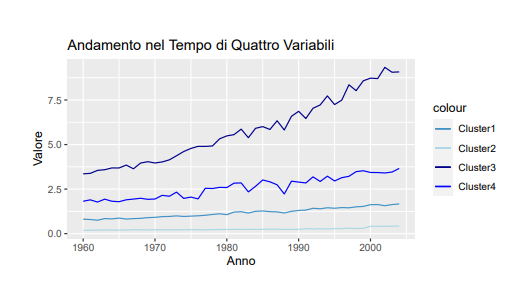 Andamento nel Tempo di Quattro Variabili
Valore
7.5
5.0
2.5
0.0
1960 1970 1980 1990 2000
Anno
colour
Cluster1
Cluster2
Cluster3
Cluster4